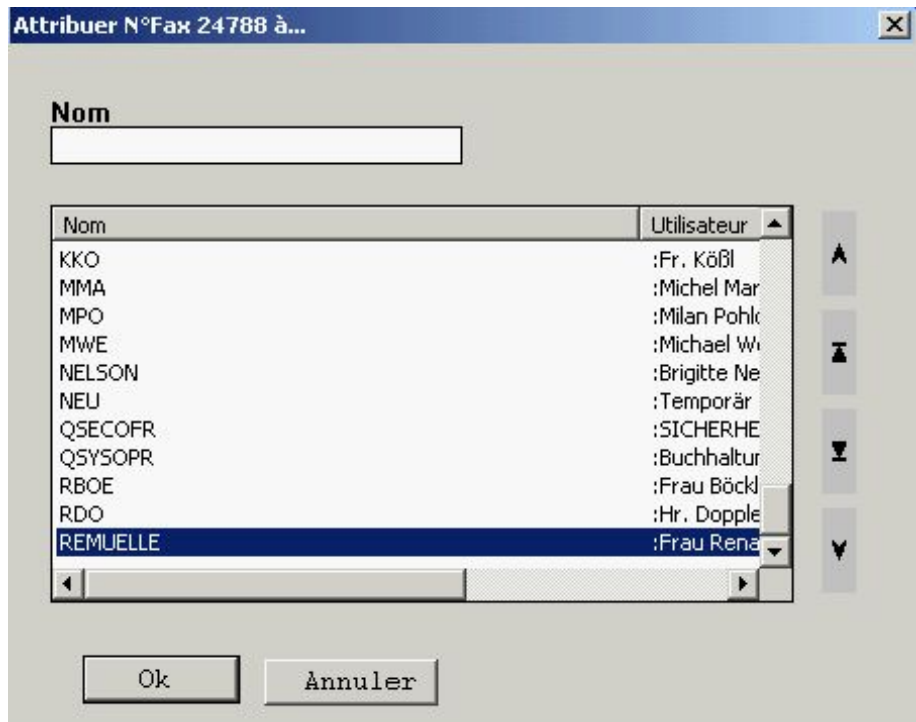 Attribuer N°Fax 24788 à...
Nom
Nom Utilisateur
KKO :Fr. Kößl
MMA :Michel Mar
MPO :Milan Pohl
MWE :Michael W
NELSON :Brigitte Ne
NEU :Temporär
QSECOFR :SICHERHE
QSYSOPR :Buchhaltur
RBOE :Frau Böckl
RDO :Hr. Dopple
REMUELLE :Frau Rena
Ok Annuler